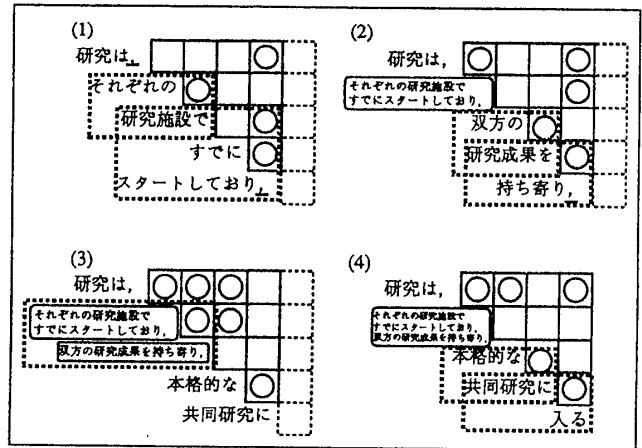 (1)
研究は,
それぞれの
研究施設で
すでに
スタートしており,
(2)
研究は,
それぞれの研究施設で
すでにスタートしており,
双方の
研究成果を
持ち寄り,
(3)
研究は,
それぞれの研究施設で
すでにスタートしており,
双方の研究成果を持ち寄り,
本格的な
共同研究に
(4)
研究は,
それぞれの研究施設で
すでにスタートしており,
双方の研究成果を持ち寄り,
本格的な
共同研究に
入る